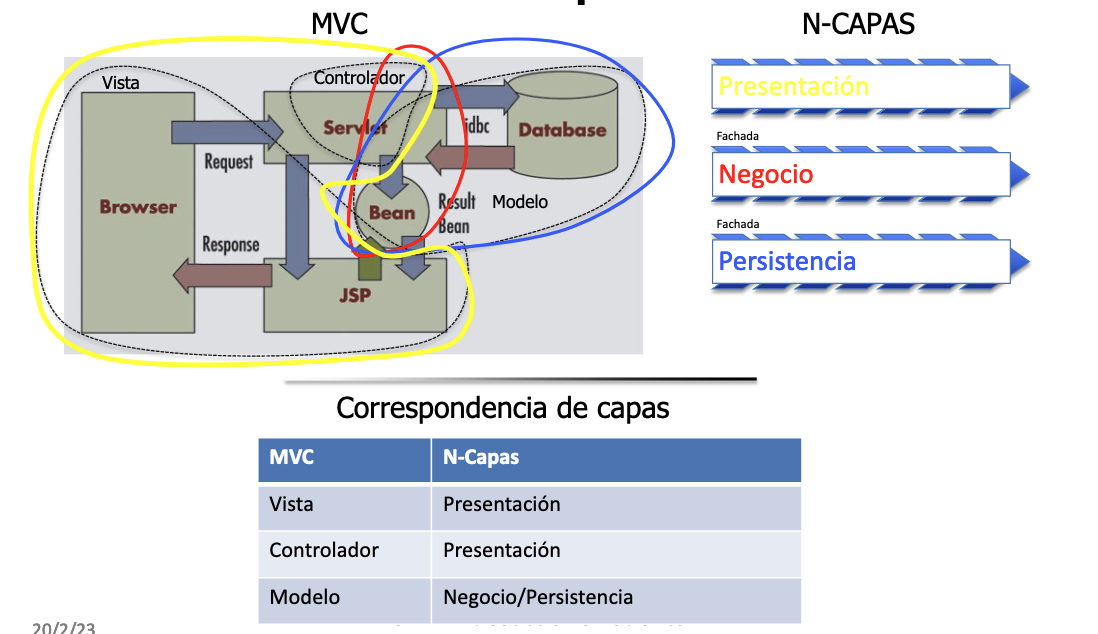 MVC
N-CAPAS
Vista
Controlador
Servlet
jdbc
Database
Request
Browser
Bean
Result
Bean
Modelo
Response
JSP
Presentación
Fachada
Negocio
Fachada
Persistencia
Correspondencia de capas
MVC N-Capas
Vista Presentación
Controlador Presentación
Modelo Negocio/Persistencia
20/2/23